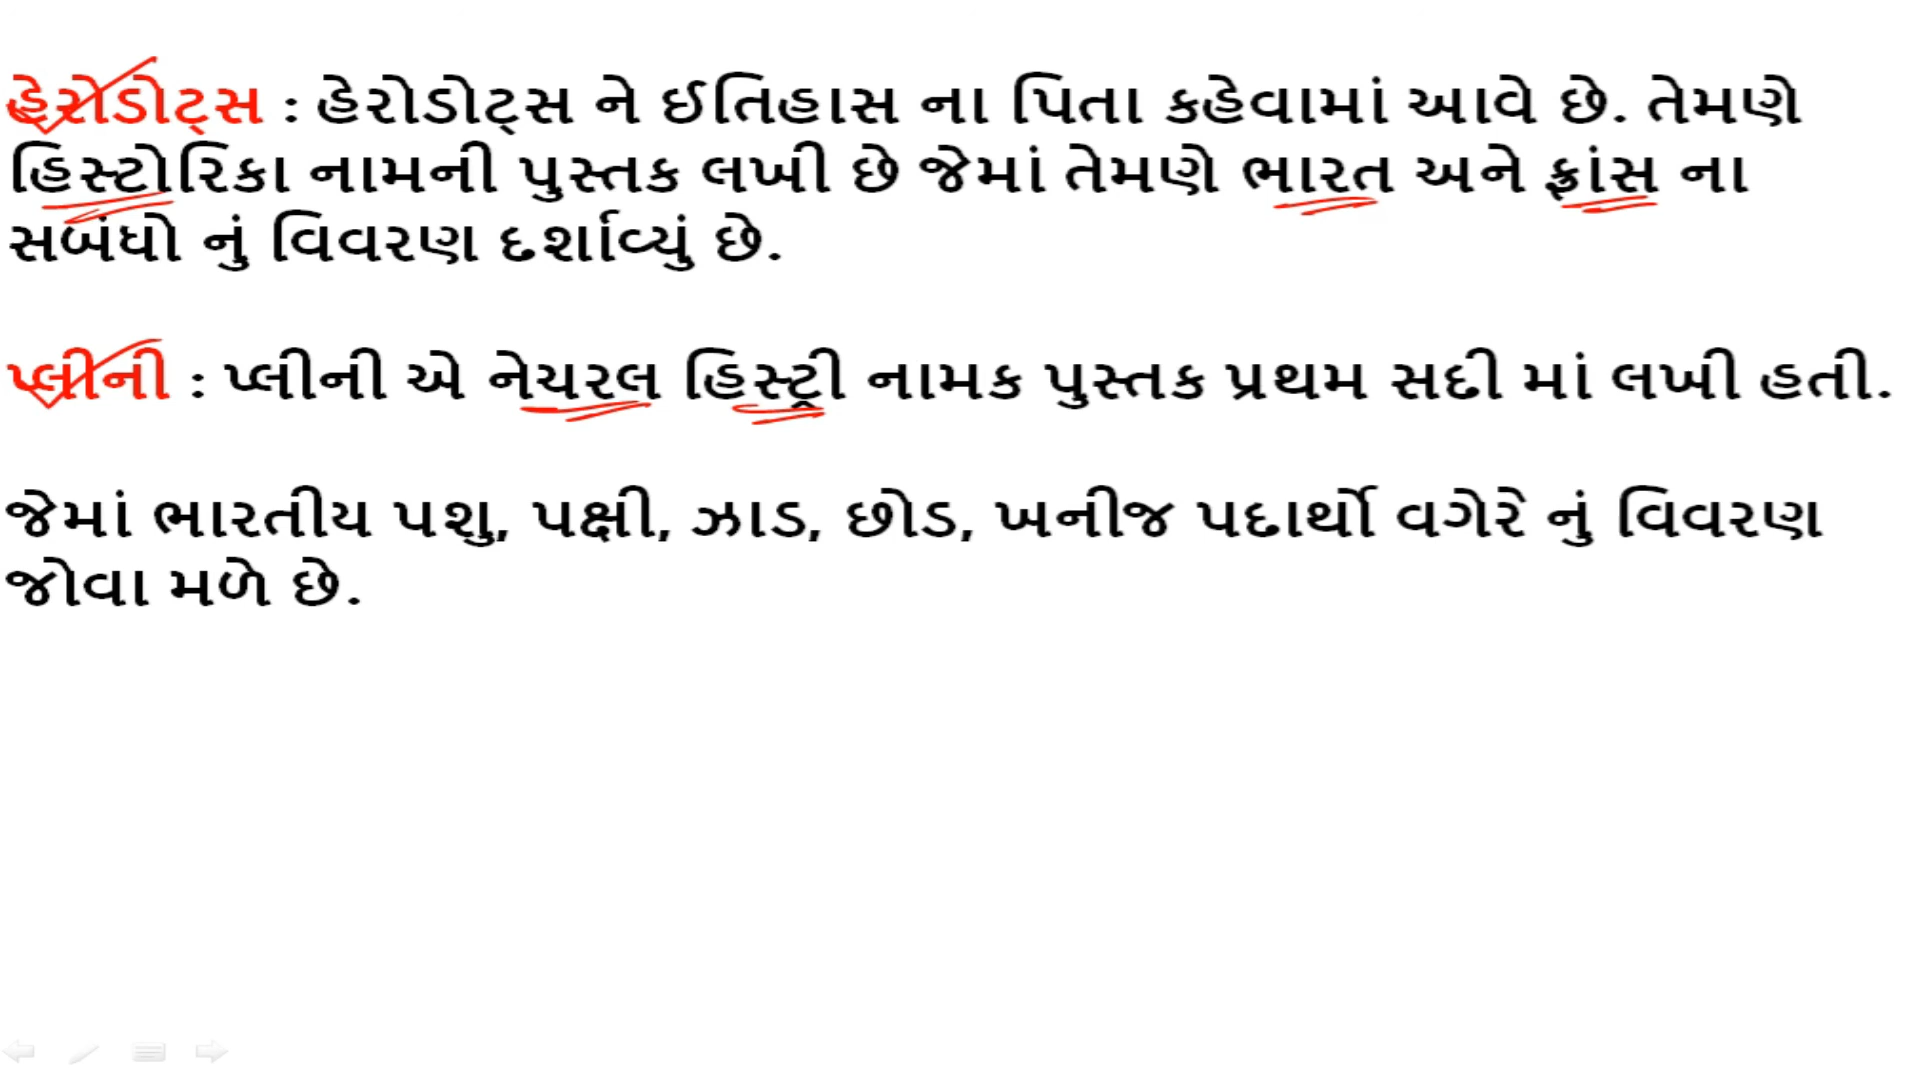 હેરોડોટ્સ : હેરોડોટ્સ ને ઈતિહાસ ના પિતા કહેવામાં આવે છે. તેમણે
હિસ્ટોરિકા નામની પુસ્તક લખી છે જેમાં તેમણે ભારત અને ફ્રાંસ ના
સબંધો નું વિવરણ દર્શાવ્યું છે.
પ્લીની : પ્લીની એ નેચરલ હિસ્ટ્રી નામક પુસ્તક પ્રથમ સદી માં લખી હતી.
જેમાં ભારતીય પશુ, પક્ષી, ઝાડ, છોડ, ખનીજ પદાર્થો વગેરે નું વિવરણ
જોવા મળે છે.